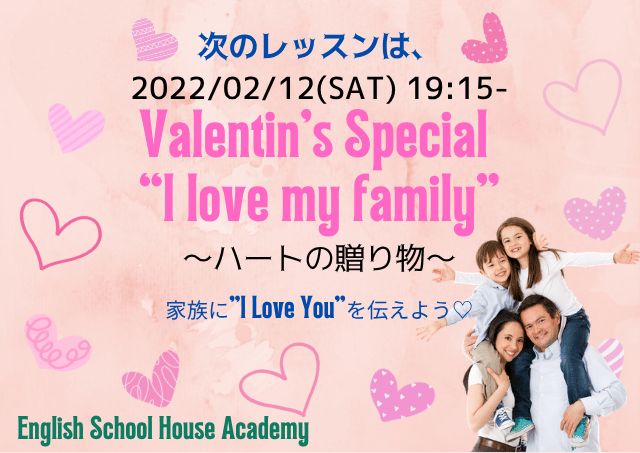 次のレッスンは、
2022/02/12(SAT) 19:15-
Valentin's Special
"I love my family"
〜ハートの贈り物〜
家族に"I Love You"を伝えよう♡
English School House Academy